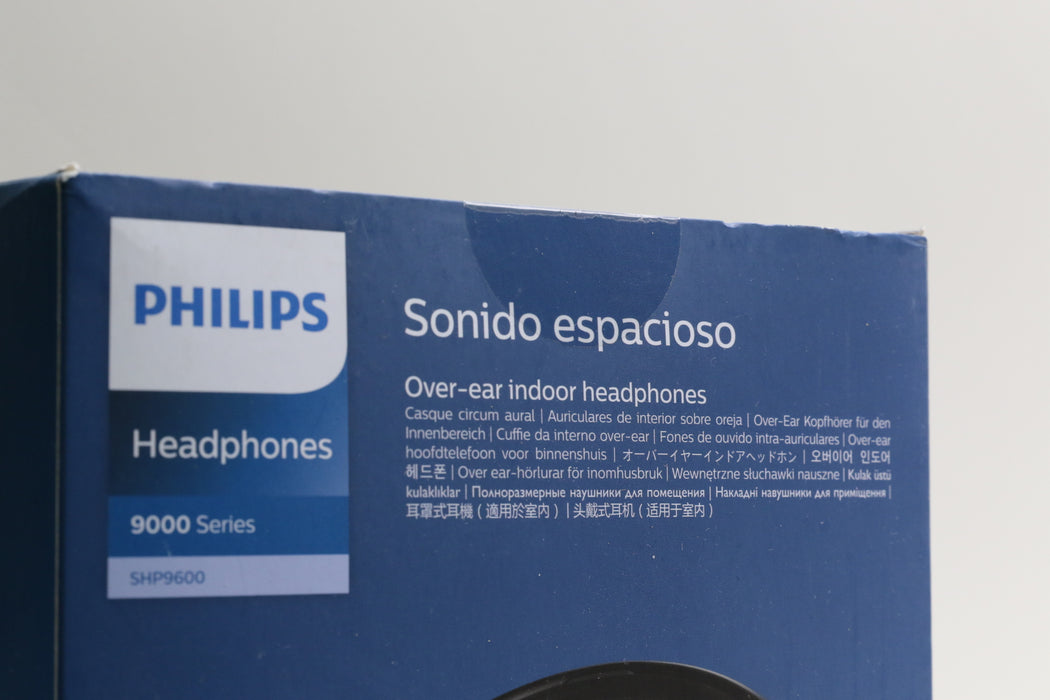 PHILIPS
Headphones
9000 Series
SHP9600
Sonido espacioso
Over-ear indoor headphones
Casque circum aural | Auriculares de interior sobre oreja | Over-Ear Kopfhörer für den
Innenbereich | Cuffie da interno over-ear | Fones de ouvido intra-auriculares | Over-ear
hoofdtelefoon voor binnenshuis | オーバーイヤーインドアヘッドホン | 오버이어 인도어
헤드폰 | Over ear-hörlurar för inomhusbruk | Wewnętrzne słuchawki nauszne | Kulak üstü
kulaklıklar | Полноразмерные наушники для помещения | Накладні навушники для приміщення |
耳罩式耳機 ( 適用於室內 ) | 头戴式耳机 ( 适用于室内 )